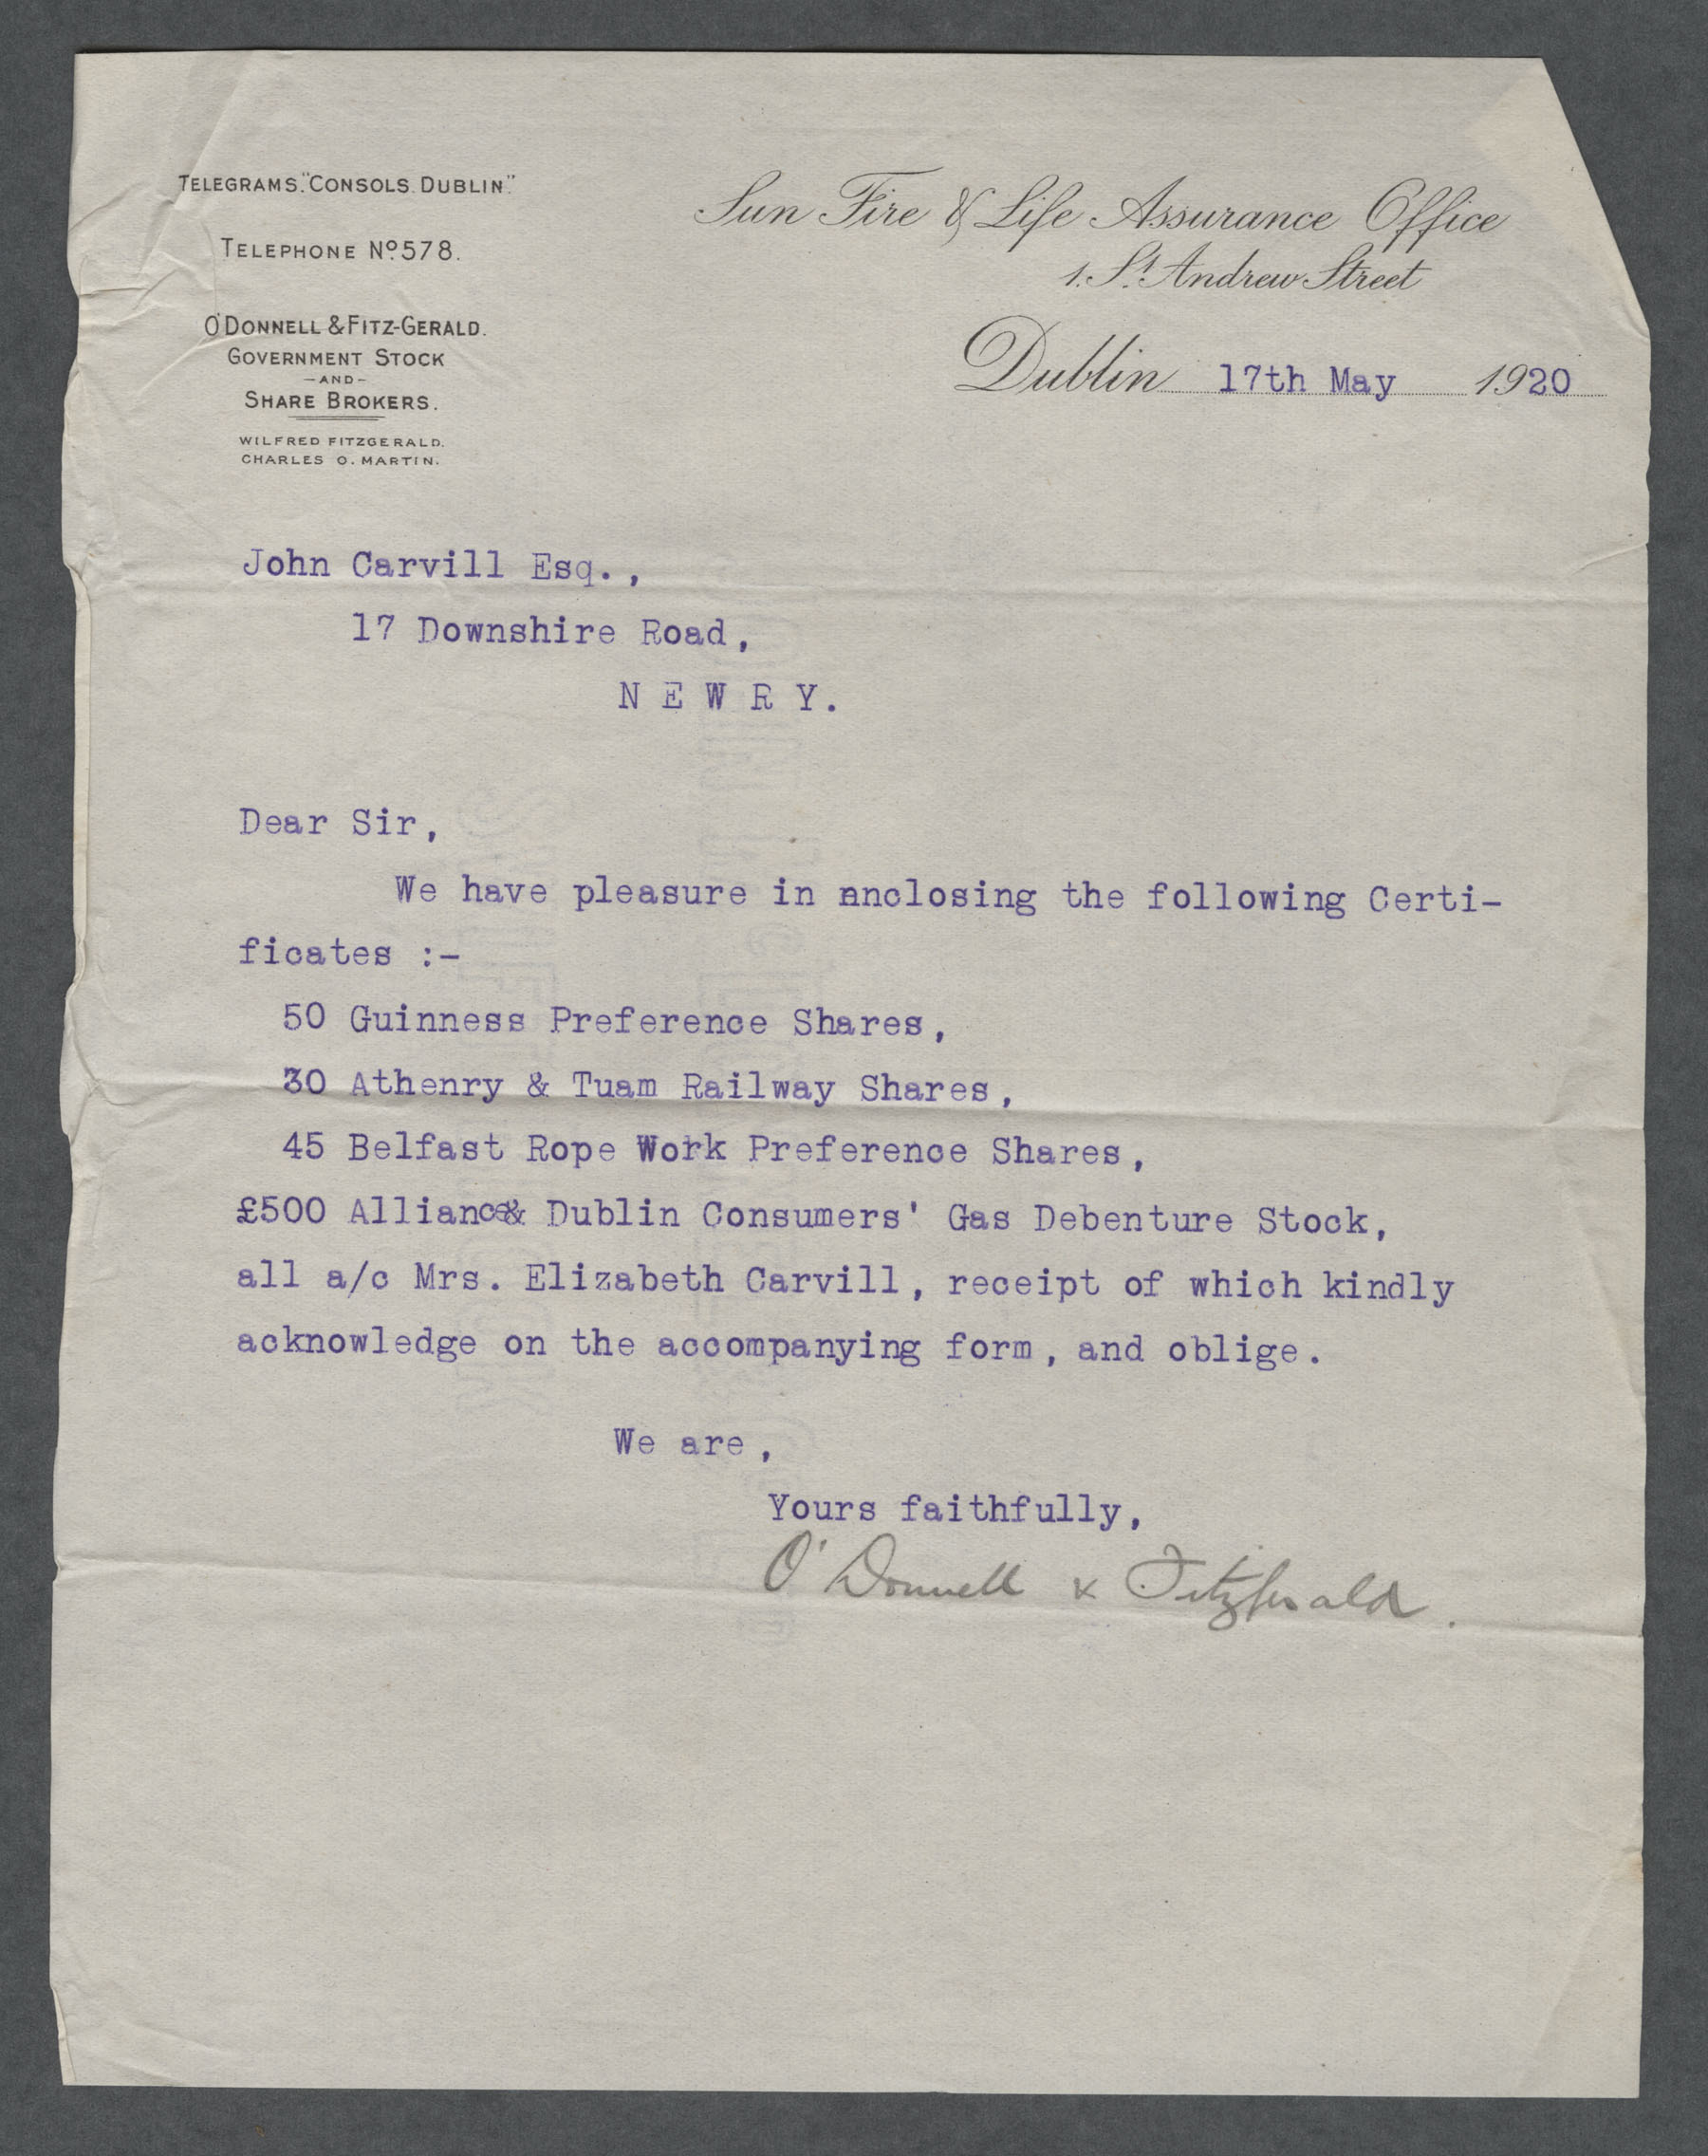 TELEGRAMS. "CONSOLS. DUBLIN."
TELEPHONE No. 578.
O'DONNELL & FITZ-GERALD.
GOVERNMENT STOCK
-AND-
SHARE BROKERS.
WILFRED FITZGERALD.
CHARLES O. MARTIN.
Sun Fire & Life Assurance Office
1. St. Andrew Street
Dublin 17th May 1920
John Carvill Esq.,
17 Downshire Road,
N E W R Y.
Dear Sir,
We have pleasure in enclosing the following Certi-
ficates :-
50 Guinness Preference Shares,
30 Athenry & Tuam Railway Shares,
45 Belfast Rope Work Preference Shares,
£500 Alliance& Dublin Consumers' Gas Debenture Stock,
all a/c Mrs. Elizabeth Carvill, receipt of which kindly
acknowledge on the accompanying form, and oblige.
We are,
Yours faithfully,
O'Donnell & FitzGerald.